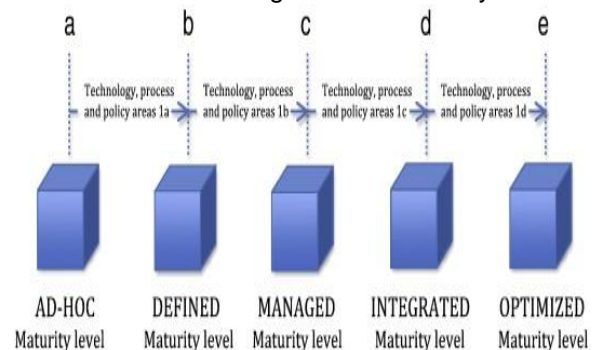 a b c d e
Technology, process Technology, process Technology, process Technology, process
and policy areas 1a and policy areas 1b and policy areas 1c and policy areas 1d
AD-HOC DEFINED MANAGED INTEGRATED OPTIMIZED
Maturity level Maturity level Maturity level Maturity level Maturity level